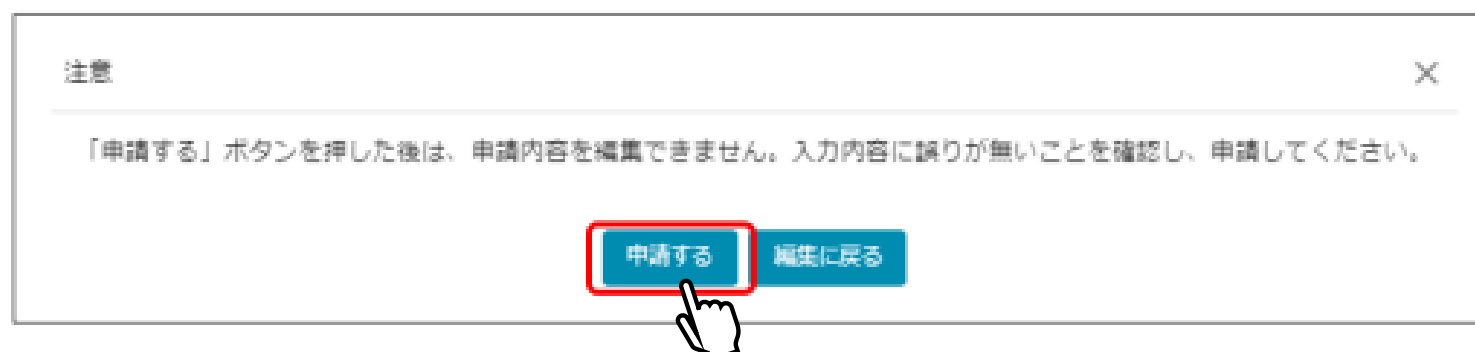 注意
「申請する」ボタンを押した後は、申請内容を編集できません。入力内容に誤りが無いことを確認し、申請してください。
申請する 編集に戻る